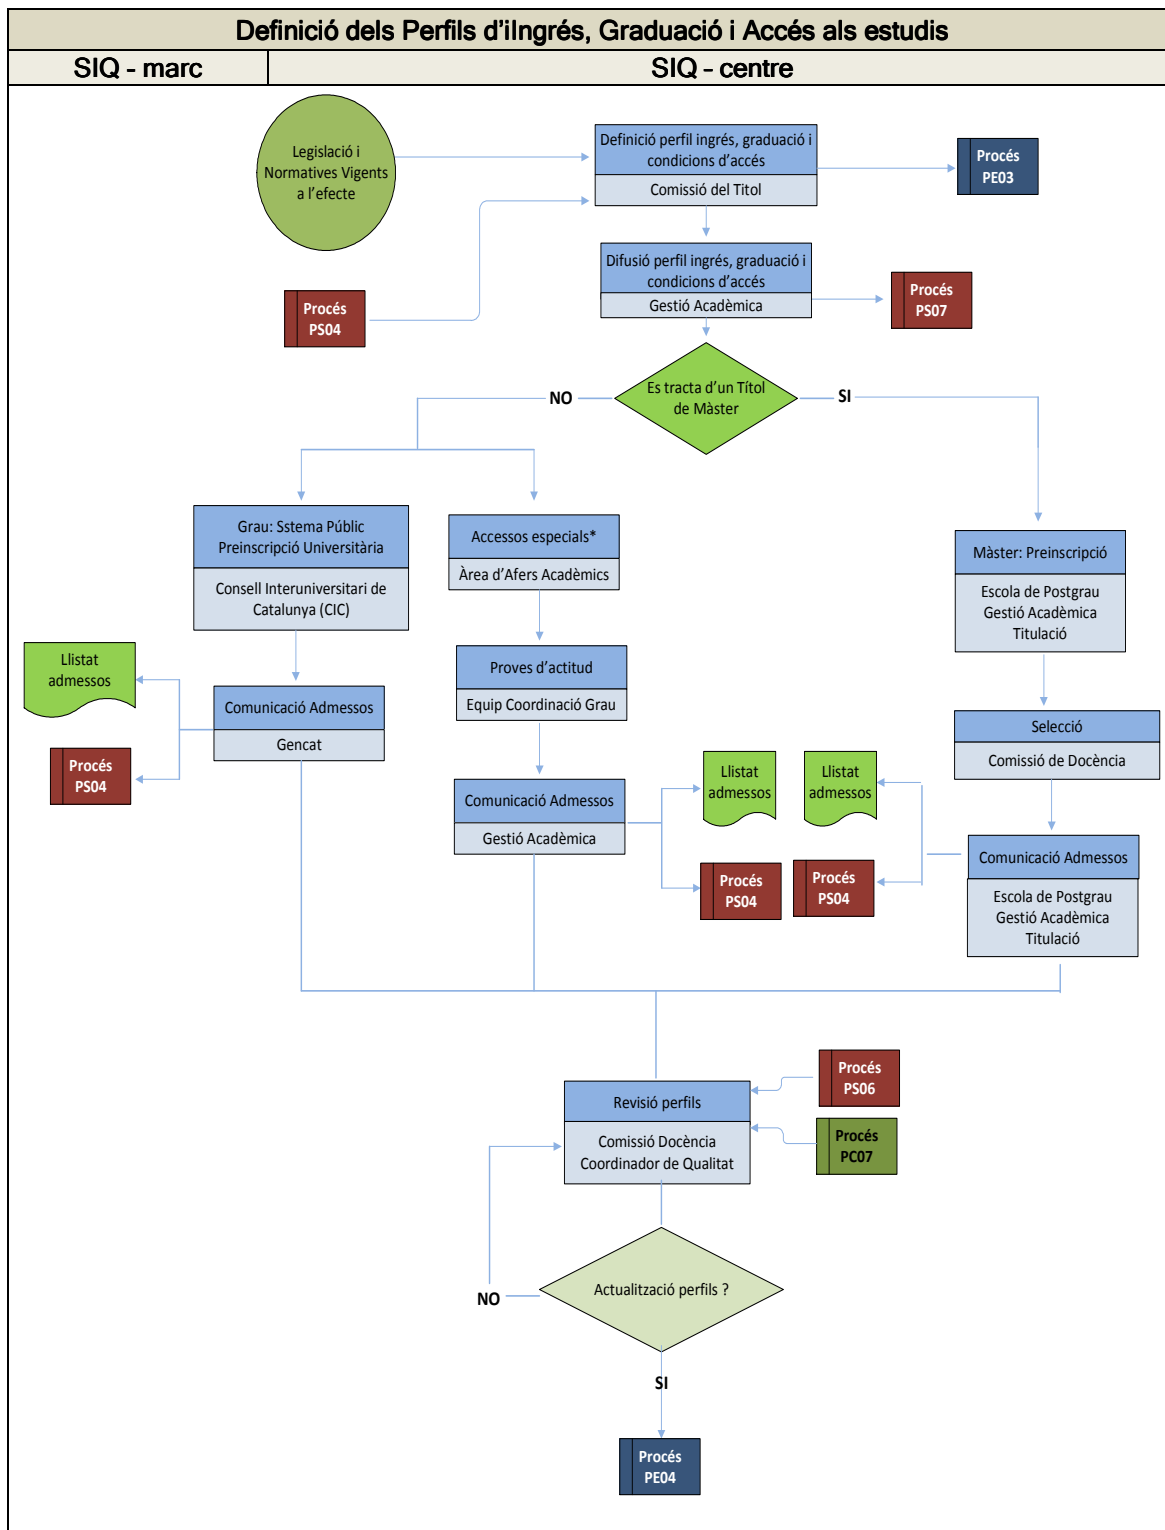 Definició dels Perfils d’iIngrés, Graduació i Accés als estudis
SIQ - marc
SIQ - centre
Legislació i
Normatives Vigents
a l’efecte
Definició perfil ingrés, graduació i
condicions d’accés
Comissió del Titol
Procés
PE03
Difusió perfil ingrés, graduació i
condicions d’accés
Gestió Acadèmica
Procés
PS04
Procés
PS07
Es tracta d’un Títol
de Màster
NO
SI
Grau: Sstema Públic
Preinscripció Universitària
Consell Interuniversitari de
Catalunya (CIC)
Accessos especials*
Àrea d’Afers Acadèmics
Màster: Preinscripció
Escola de Postgrau
Gestió Acadèmica
Titulació
Llistat
admessos
Proves d’actitud
Equip Coordinació Grau
Comunicació Admessos
Gencat
Procés
PS04
Selecció
Comissió de Docència
Comunicació Admessos
Gestió Acadèmica
Llistat
admessos
Llistat
admessos
Procés
PS04
Procés
PS04
Comunicació Admessos
Escola de Postgrau
Gestió Acadèmica
Titulació
Revisió perfils
Comissió Docència
Coordinador de Qualitat
Procés
PS06
Procés
PC07
Actualització perfils ?
NO
SI
Procés
PE04